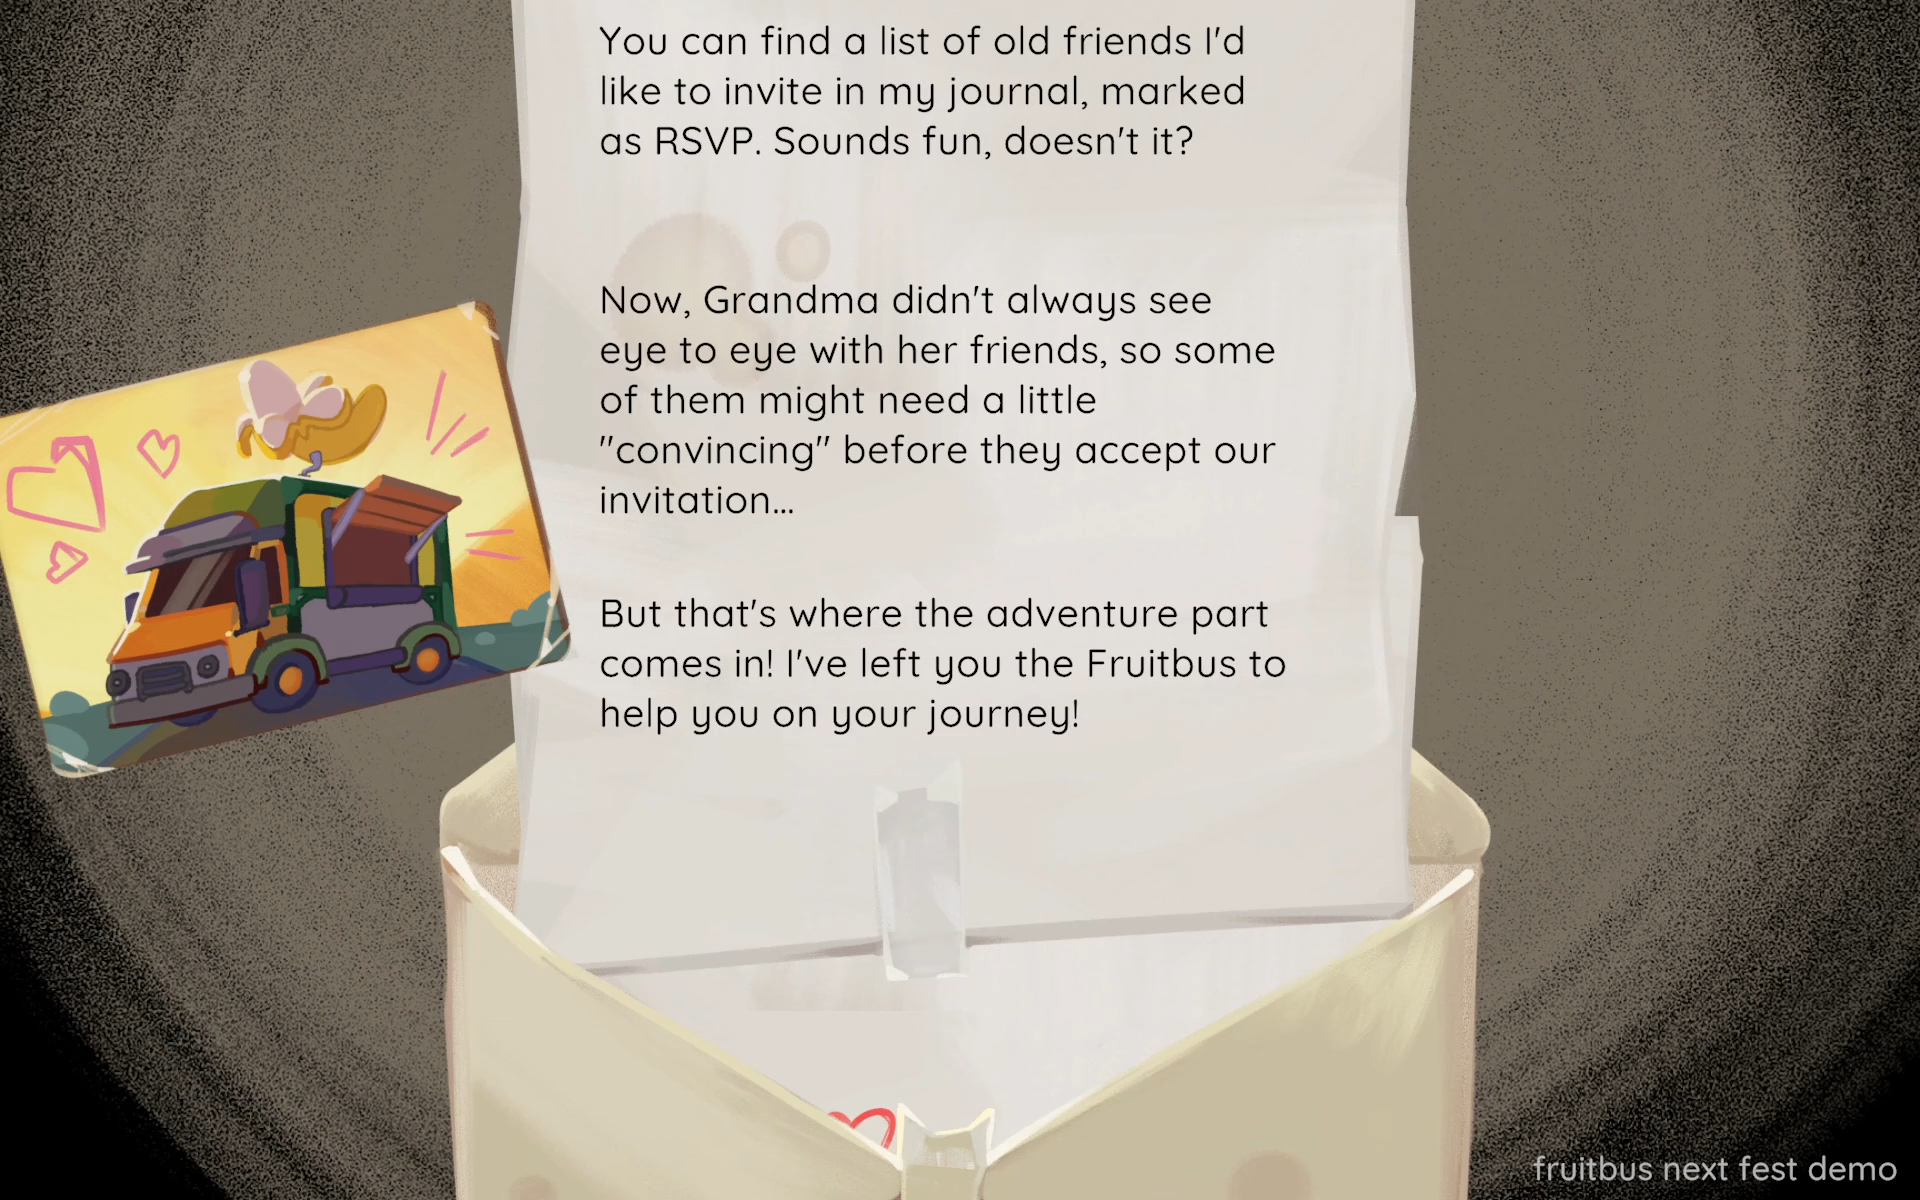 You can find a list of old friends I'd
like to invite in my journal, marked
as RSVP. Sounds fun, doesn't it?
Now, Grandma didn't always see
eye to eye with her friends, so some
of them might need a little
"convincing" before they accept our
invitation...
But that's where the adventure part
comes in! I've left you the Fruitbus to
help you on your journey!
fruitbus next fest demo